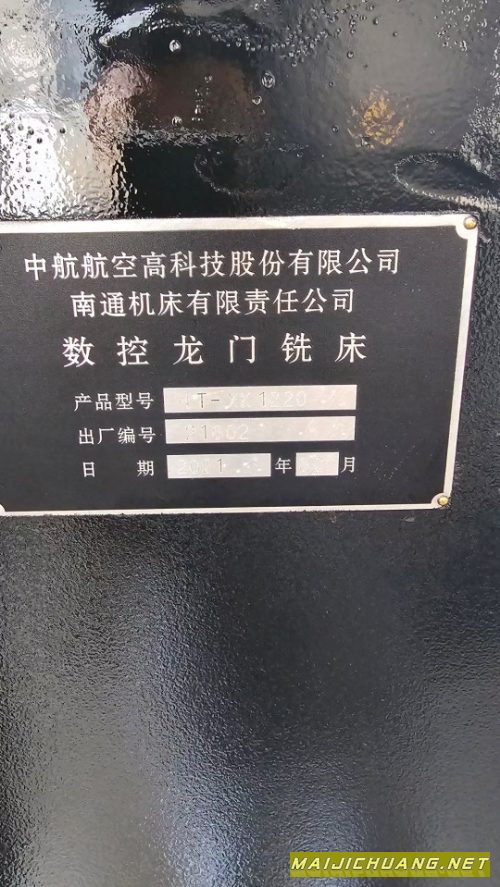 中航航空高科技股份有限公司
南通机床有限责任公司
数控龙门铣床
产品型号
出厂编号
日 期 年 月
MAIJICHUANG.NET